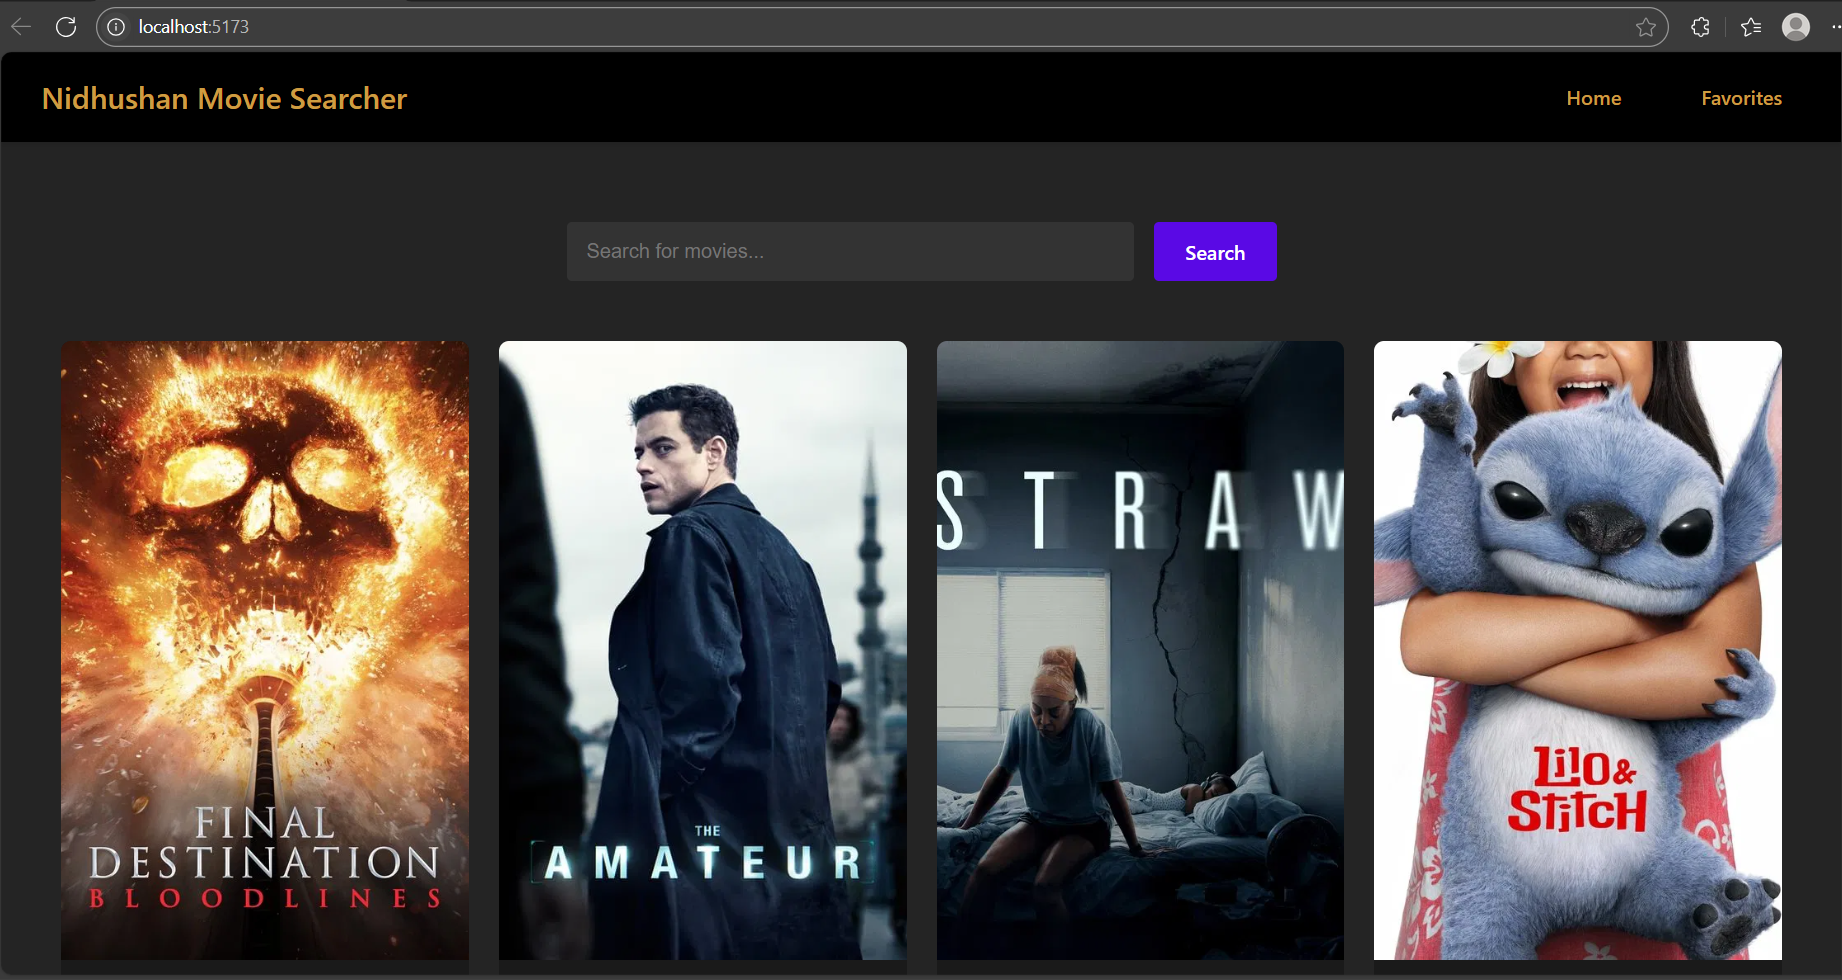 localhost:5173
Nidhushan Movie Searcher
Home
Favorites
Search for movies...
Search
FINAL
DESTINATION
BLOODLINES
THE
AMATEUR
STRAW
Lilo &
Stitch